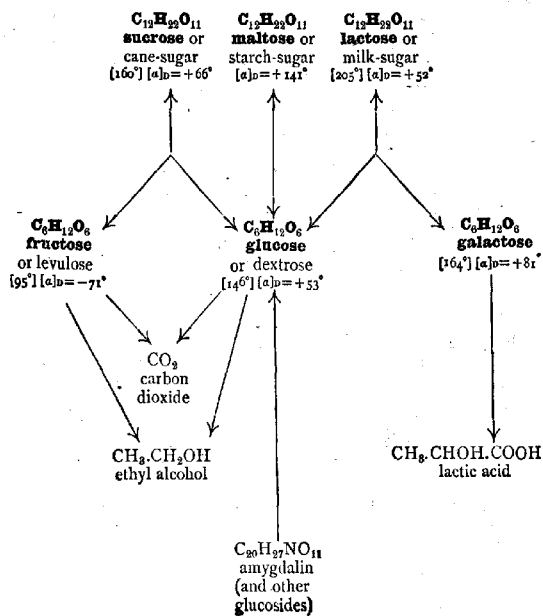 C₁₂H₂₂O₁₁
sucrose or
cane-sugar
[160°] [α]D=+66°
C₁₂H₂₂O₁₁
maltose or
starch-sugar
[α]D=+141°
C₁₂H₂₂O₁₁
lactose or
milk-sugar
[205°] [α]D=+52°
C₆H₁₂O₆
fructose
or levulose
[95°] [α]D=−71°
C₆H₁₂O₆
glucose
or dextrose
[146°] [α]D=+53°
C₆H₁₂O₆
galactose
[164°] [α]D=+81°
CO₂
carbon
dioxide
CH₃.CH₂OH
ethyl alcohol
CH₃.CHOH.COOH
lactic acid
C₂₀H₂₇NO₁₁
amygdalin
(and other
glucosides)